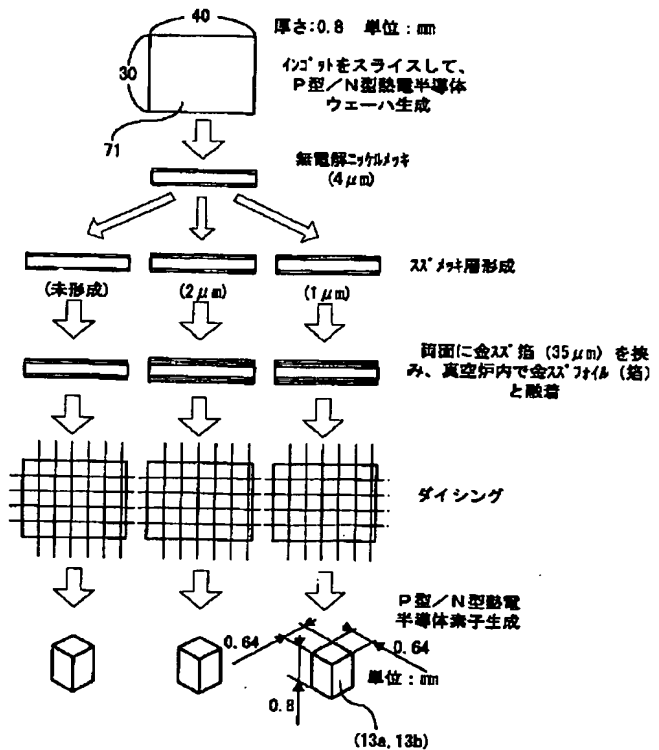 40
厚さ:0.8 単位:mm
30
インゴットをスライスして、
P型/N型熱電半導体
ウェーハ生成
71
無電解ニッケルメッキ
(4μm)
スズメッキ層形成
(未形成)
(2μm)
(1μm)
両面に金スズ箔(35μm)を挟
み、真空炉内で金スズフォイル(箔)
と融着
ダイシング
P型/N型熱電
半導体素子生成
0.64
0.64
単位:mm
0.8
(13a, 13b)